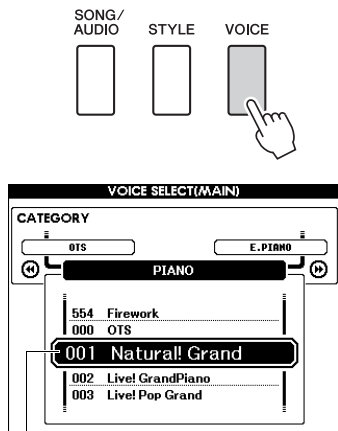 SONG/
AUDIO STYLE VOICE
VOICE SELECT(MAIN)
CATEGORY
OTS E.PIANO
PIANO
554 Firework
000 OTS
001 Natural! Grand
002 Live! GrandPiano
003 Live! Pop Grand